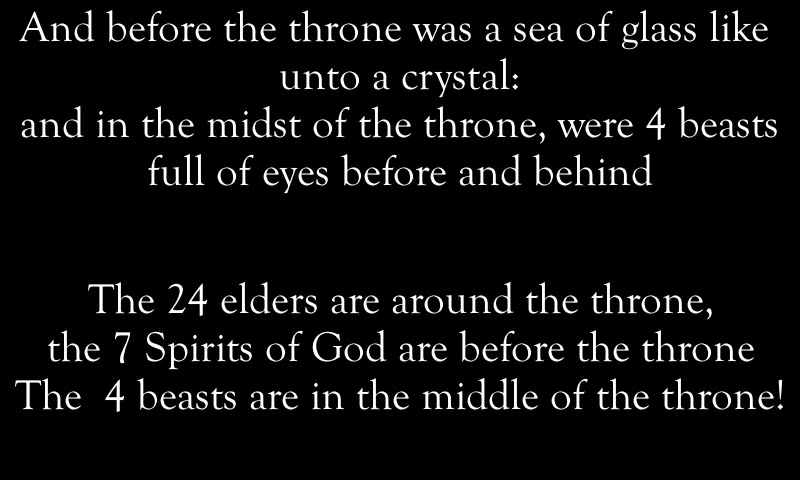 And before the throne was a sea of glass like
unto a crystal:
and in the midst of the throne, were 4 beasts
full of eyes before and behind
The 24 elders are around the throne,
the 7 Spirits of God are before the throne
The  4 beasts are in the middle of the throne!